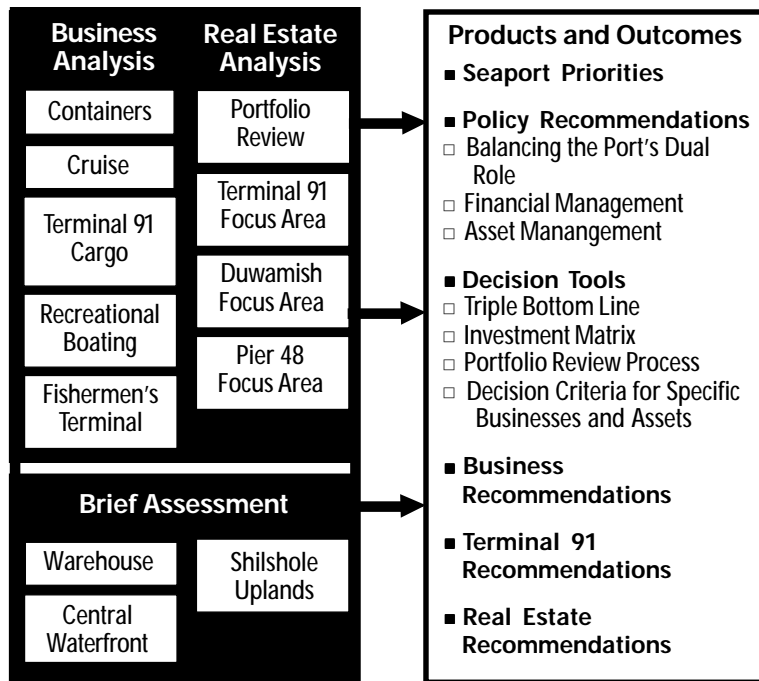 Business
Analysis
Containers
Cruise
Terminal 91
Cargo
Recreational
Boating
Fishermen's
Terminal
Real Estate
Analysis
Portfolio
Review
Terminal 91
Focus Area
Duwamish
Focus Area
Pier 48
Focus Area
Brief Assessment
Warehouse
Central
Waterfront
Shilshole
Uplands
Products and Outcomes
■ Seaport Priorities
■ Policy Recommendations
□ Balancing the Port's Dual
Role
□ Financial Management
□ Asset Manangement
■ Decision Tools
□ Triple Bottom Line
□ Investment Matrix
□ Portfolio Review Process
□ Decision Criteria for Specific
Businesses and Assets
■ Business
Recommendations
■ Terminal 91
Recommendations
■ Real Estate
Recommendations